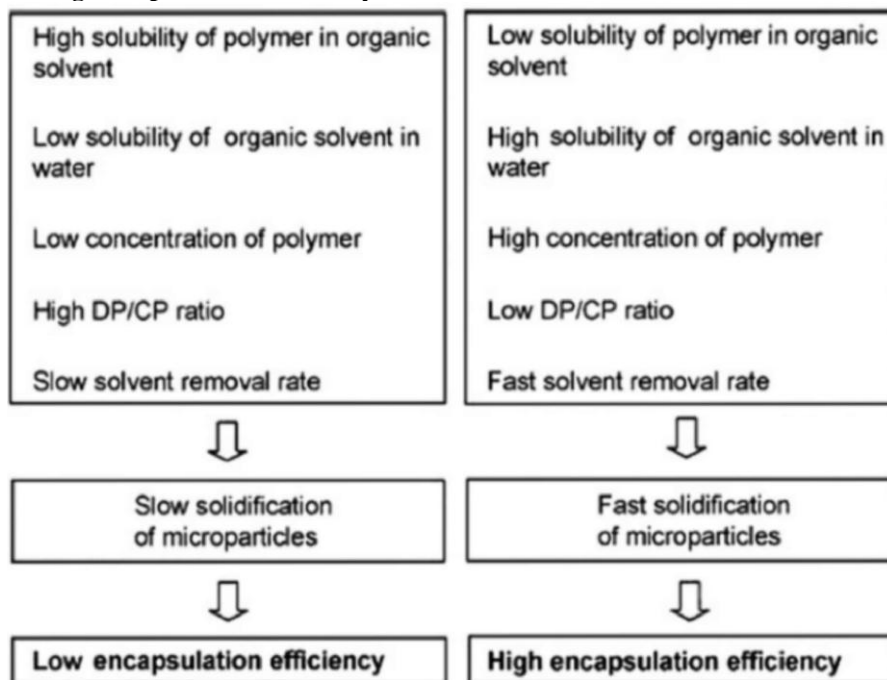 High solubility of polymer in organic
solvent
Low solubility of organic solvent in
water
Low concentration of polymer
High DP/CP ratio
Slow solvent removal rate
Slow solidification
of microparticles
Low encapsulation efficiency
Low solubility of polymer in organic
solvent
High solubility of organic solvent in
water
High concentration of polymer
Low DP/CP ratio
Fast solvent removal rate
Fast solidification
of microparticles
High encapsulation efficiency